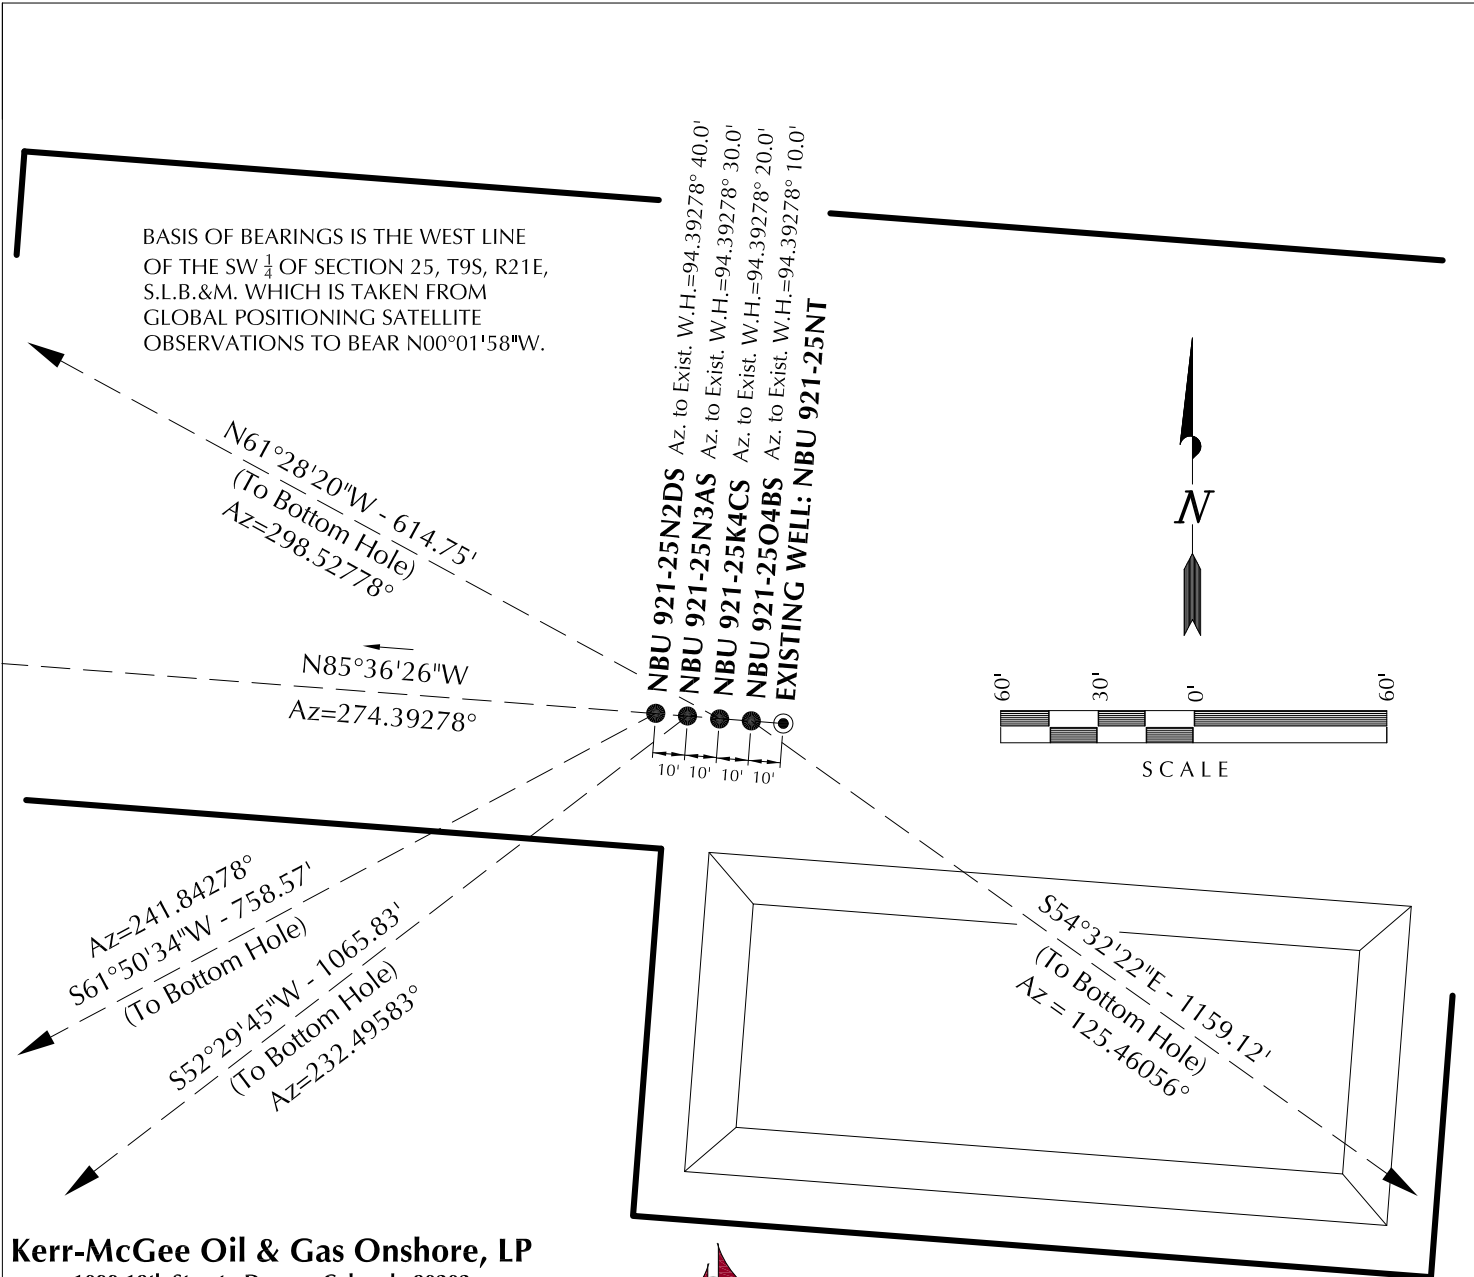 BASIS OF BEARINGS IS THE WEST LINE
OF THE SW 1/4 OF SECTION 25, T9S, R21E,
S.L.B.&M. WHICH IS TAKEN FROM
GLOBAL POSITIONING SATELLITE
OBSERVATIONS TO BEAR N00°01'58"W.
NBU 921-25N2DS Az. to Exist. W.H.=94.39278° 40.0'
NBU 921-25N3AS Az. to Exist. W.H.=94.39278° 30.0'
NBU 921-25K4CS Az. to Exist. W.H.=94.39278° 20.0'
NBU 921-25O4BS Az. to Exist. W.H.=94.39278° 10.0'
EXISTING WELL: NBU 921-25NT
N61°28'20"W - 614.75'
(To Bottom Hole)
Az=298.52778°
N85°36'26"W
Az=274.39278°
10' 10' 10' 10'
N
60' 30' 0' 60'
SCALE
Az=241.84278°
S61°50'34"W - 758.57'
(To Bottom Hole)
S52°29'45"W - 1065.83'
(To Bottom Hole)
Az=232.49583°
S54°32'22"E - 1159.12'
(To Bottom Hole)
Az = 125.46056°
Kerr-McGee Oil & Gas Onshore, LP